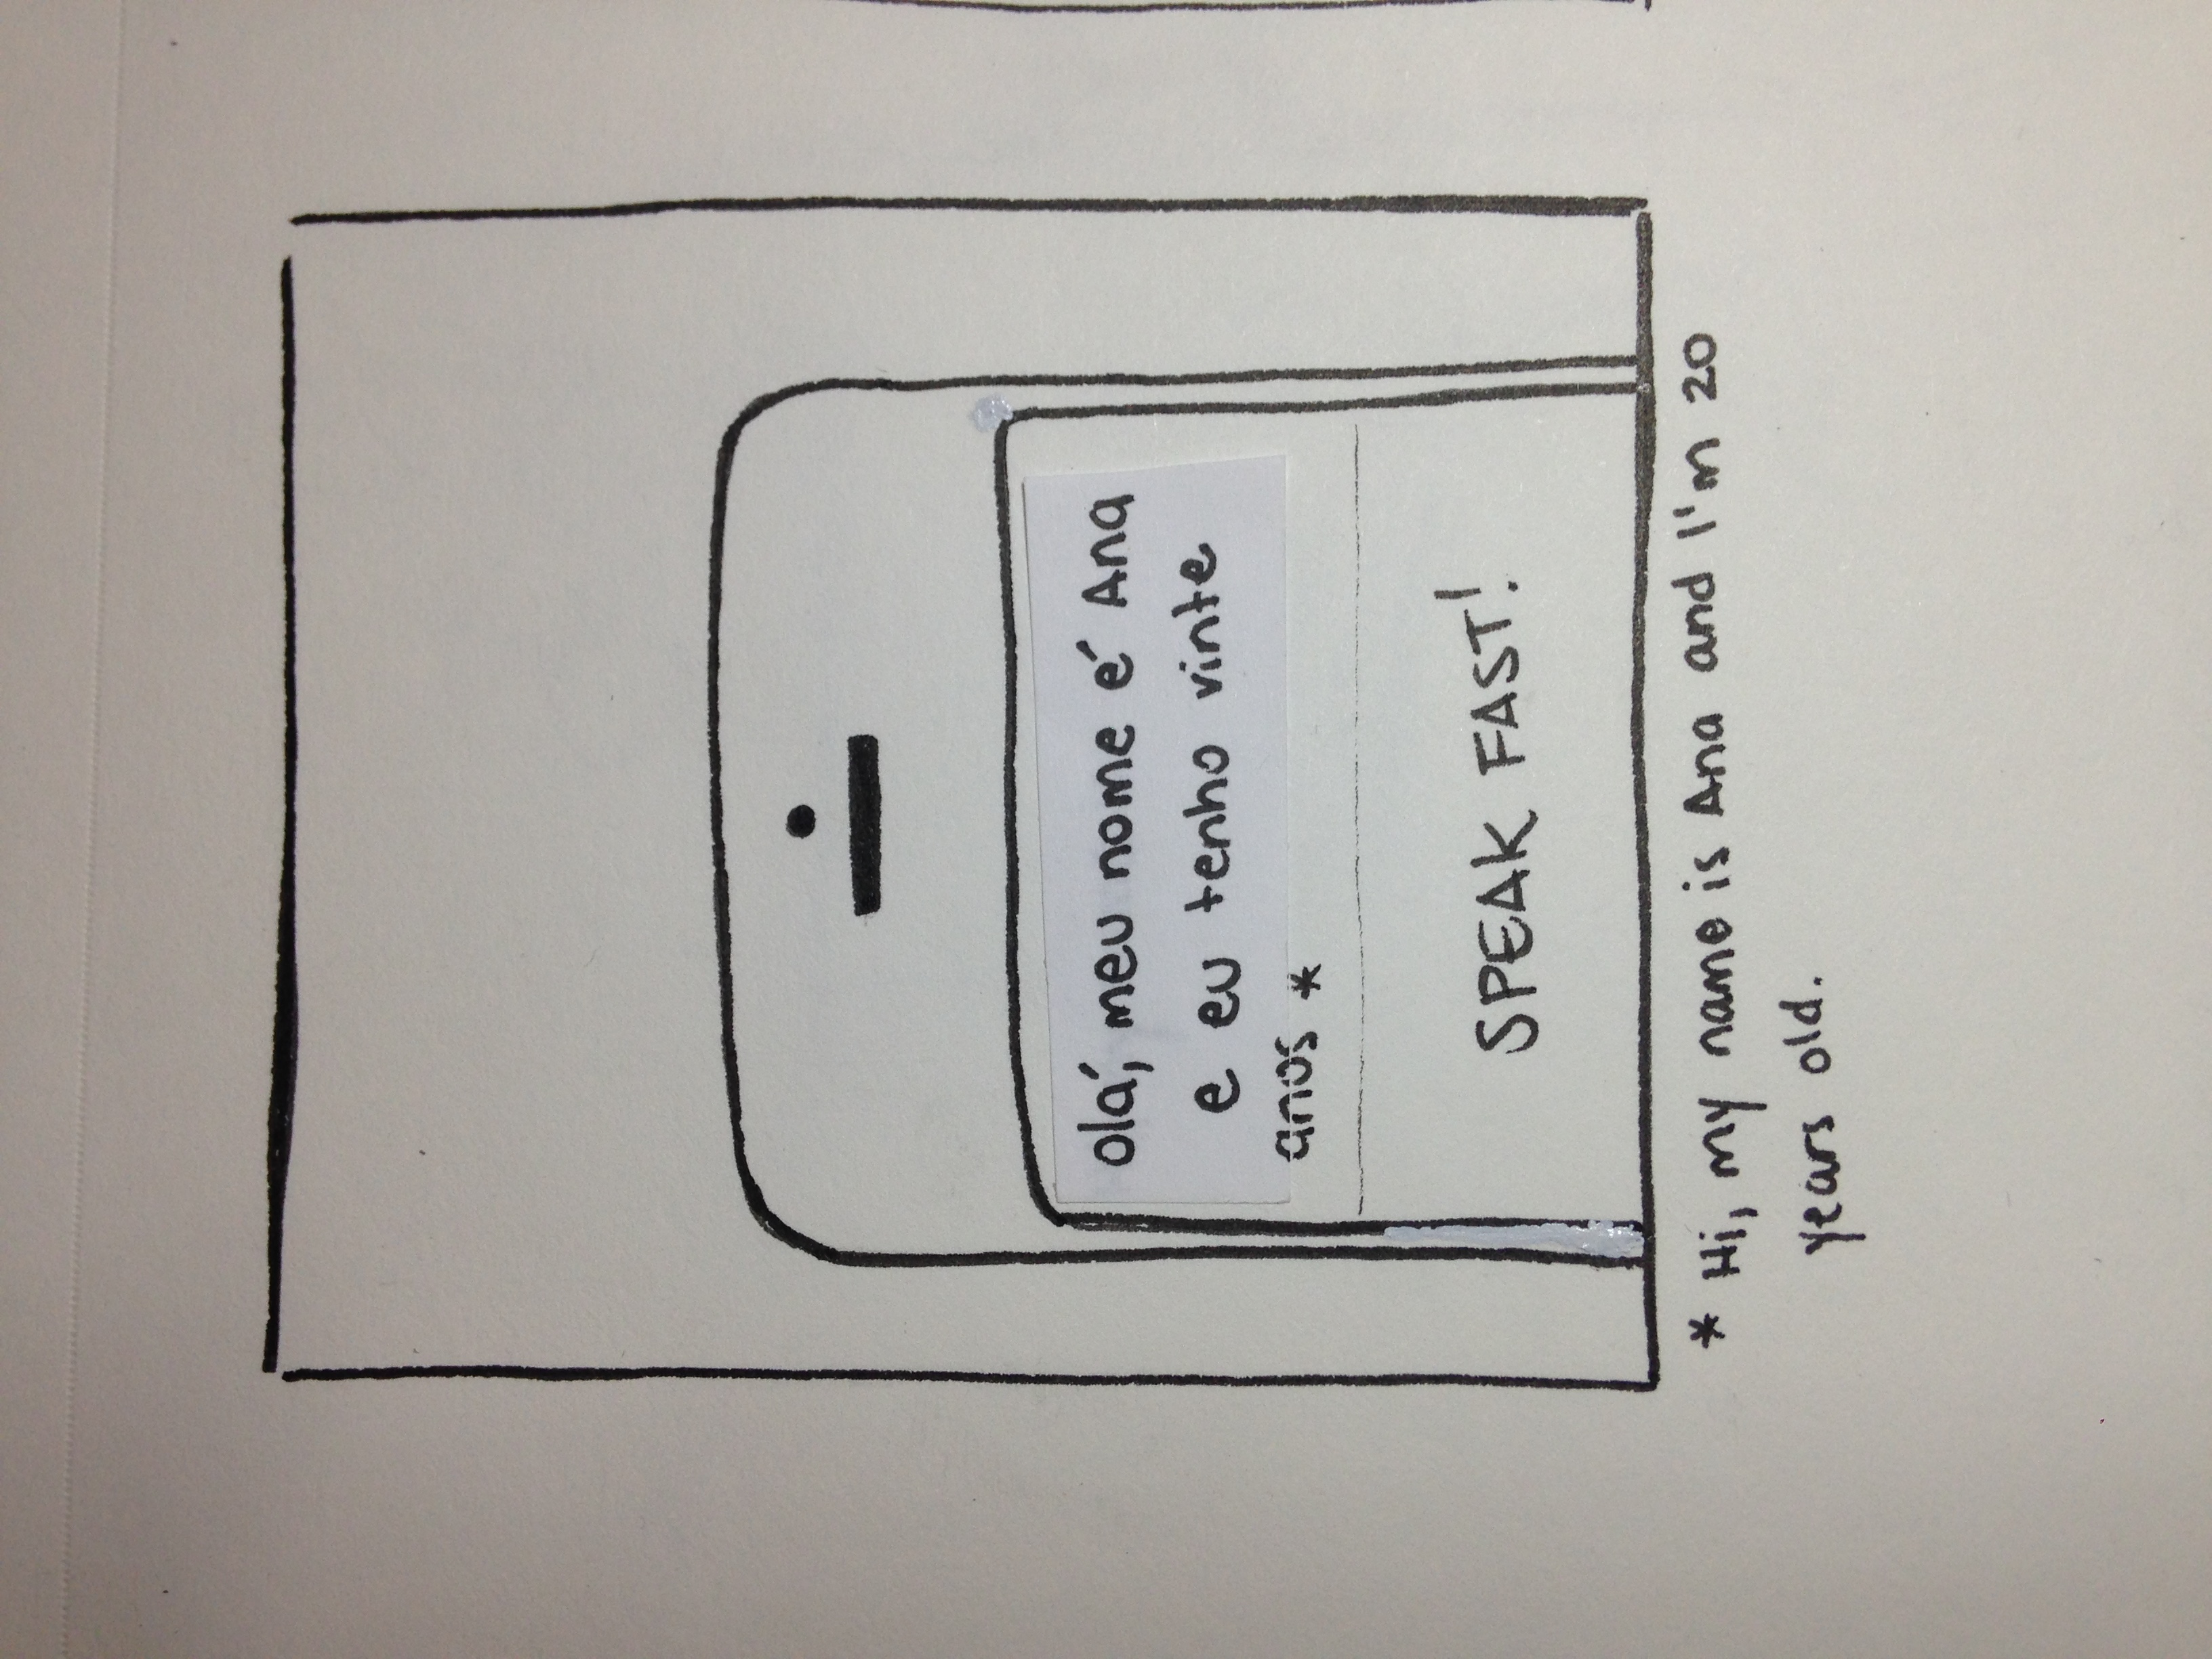 olá, meu nome é Ana
e eu tenho vinte
anos *
SPEAK FAST!
* Hi, my name is Ana and I'm 20
years old.